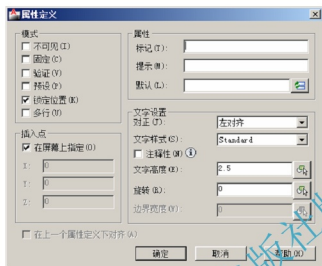 属性定义
模式
不可见(I)
固定(C)
验证(V)
预设(P)
锁定位置(K)
多行(U)
插入点
在屏幕上指定(O)
X: 0
Y: 0
Z: 0
在上一个属性定义下对齐(A)
属性
标记(T):
提示(M):
默认(L):
文字设置
对正(J): 左对齐
文字样式(S): Standard
注释性(N)
文字高度(E): 2.5
旋转(R): 0
边界宽度(W): 0
确定 取消 帮助(H)